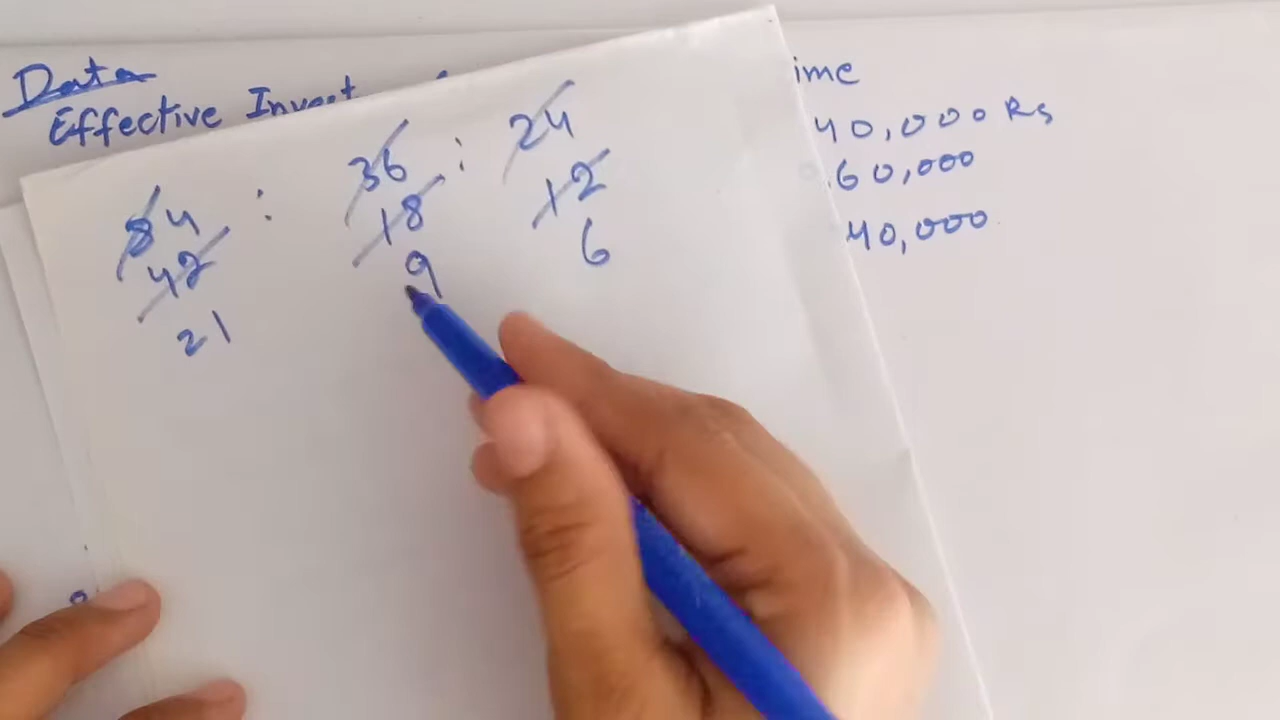 Data
Effective Invest
ime
40,000 Rs
60,000
40,000
84 : 36 : 24
42 18 12
21 9 6